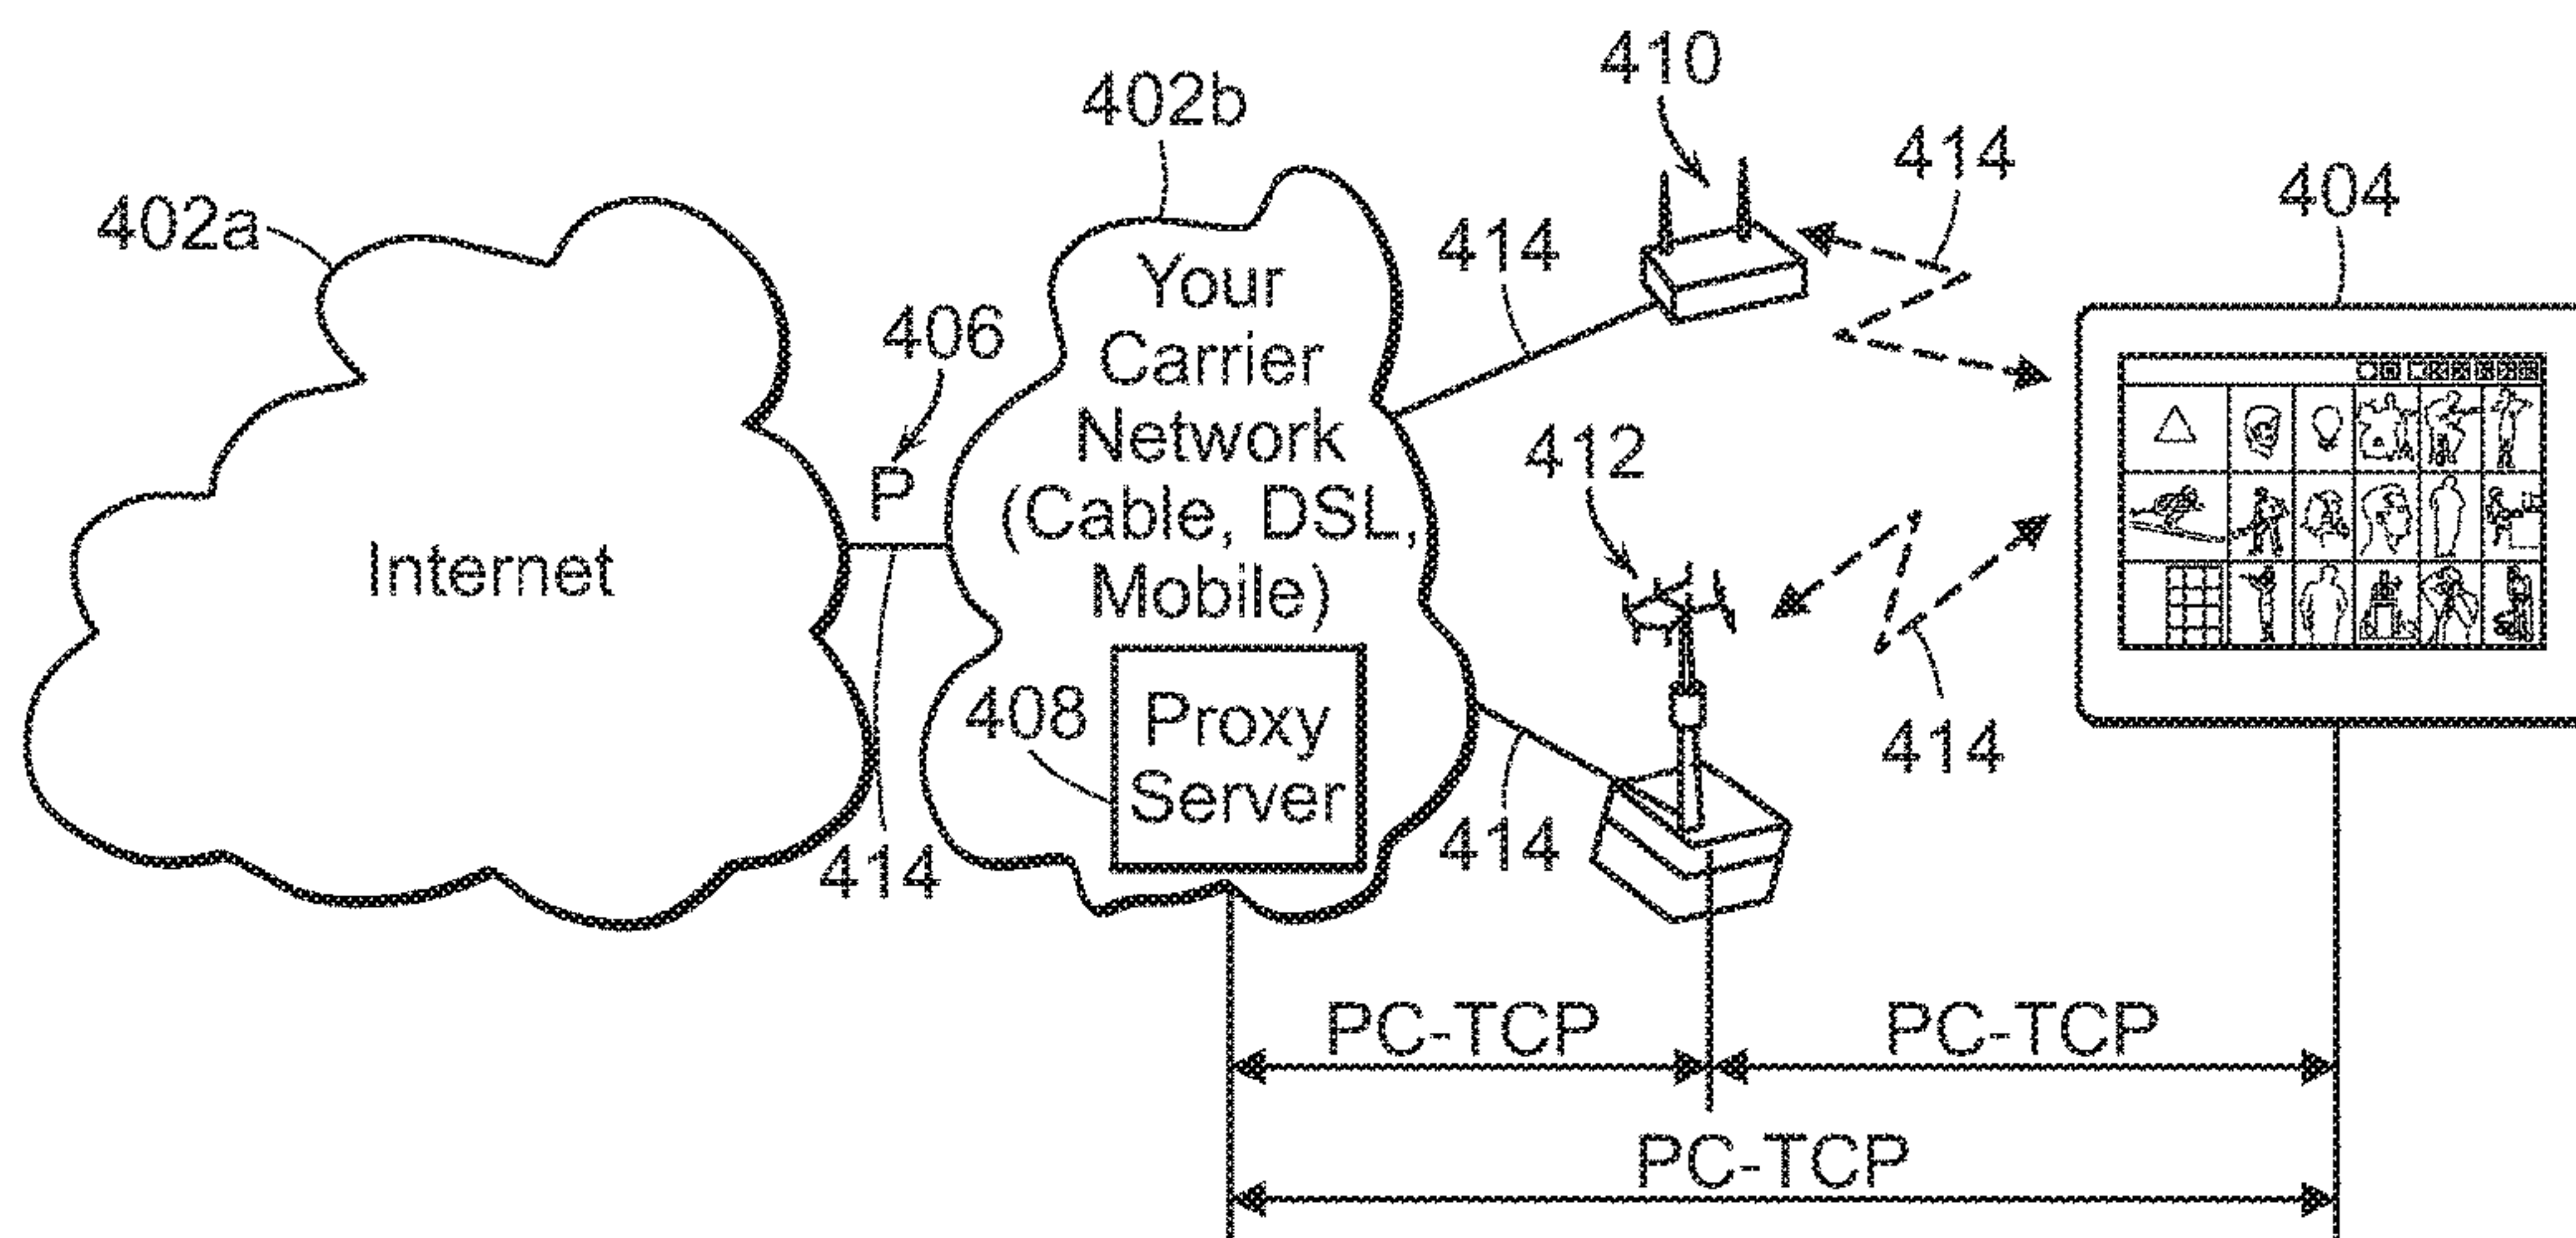 410
402b
414
404
402a
414
406
Your
Carrier
Network
(Cable, DSL,
Mobile)
P
412
Internet
408
Proxy
Server
414
414
414
PC-TCP
PC-TCP
PC-TCP